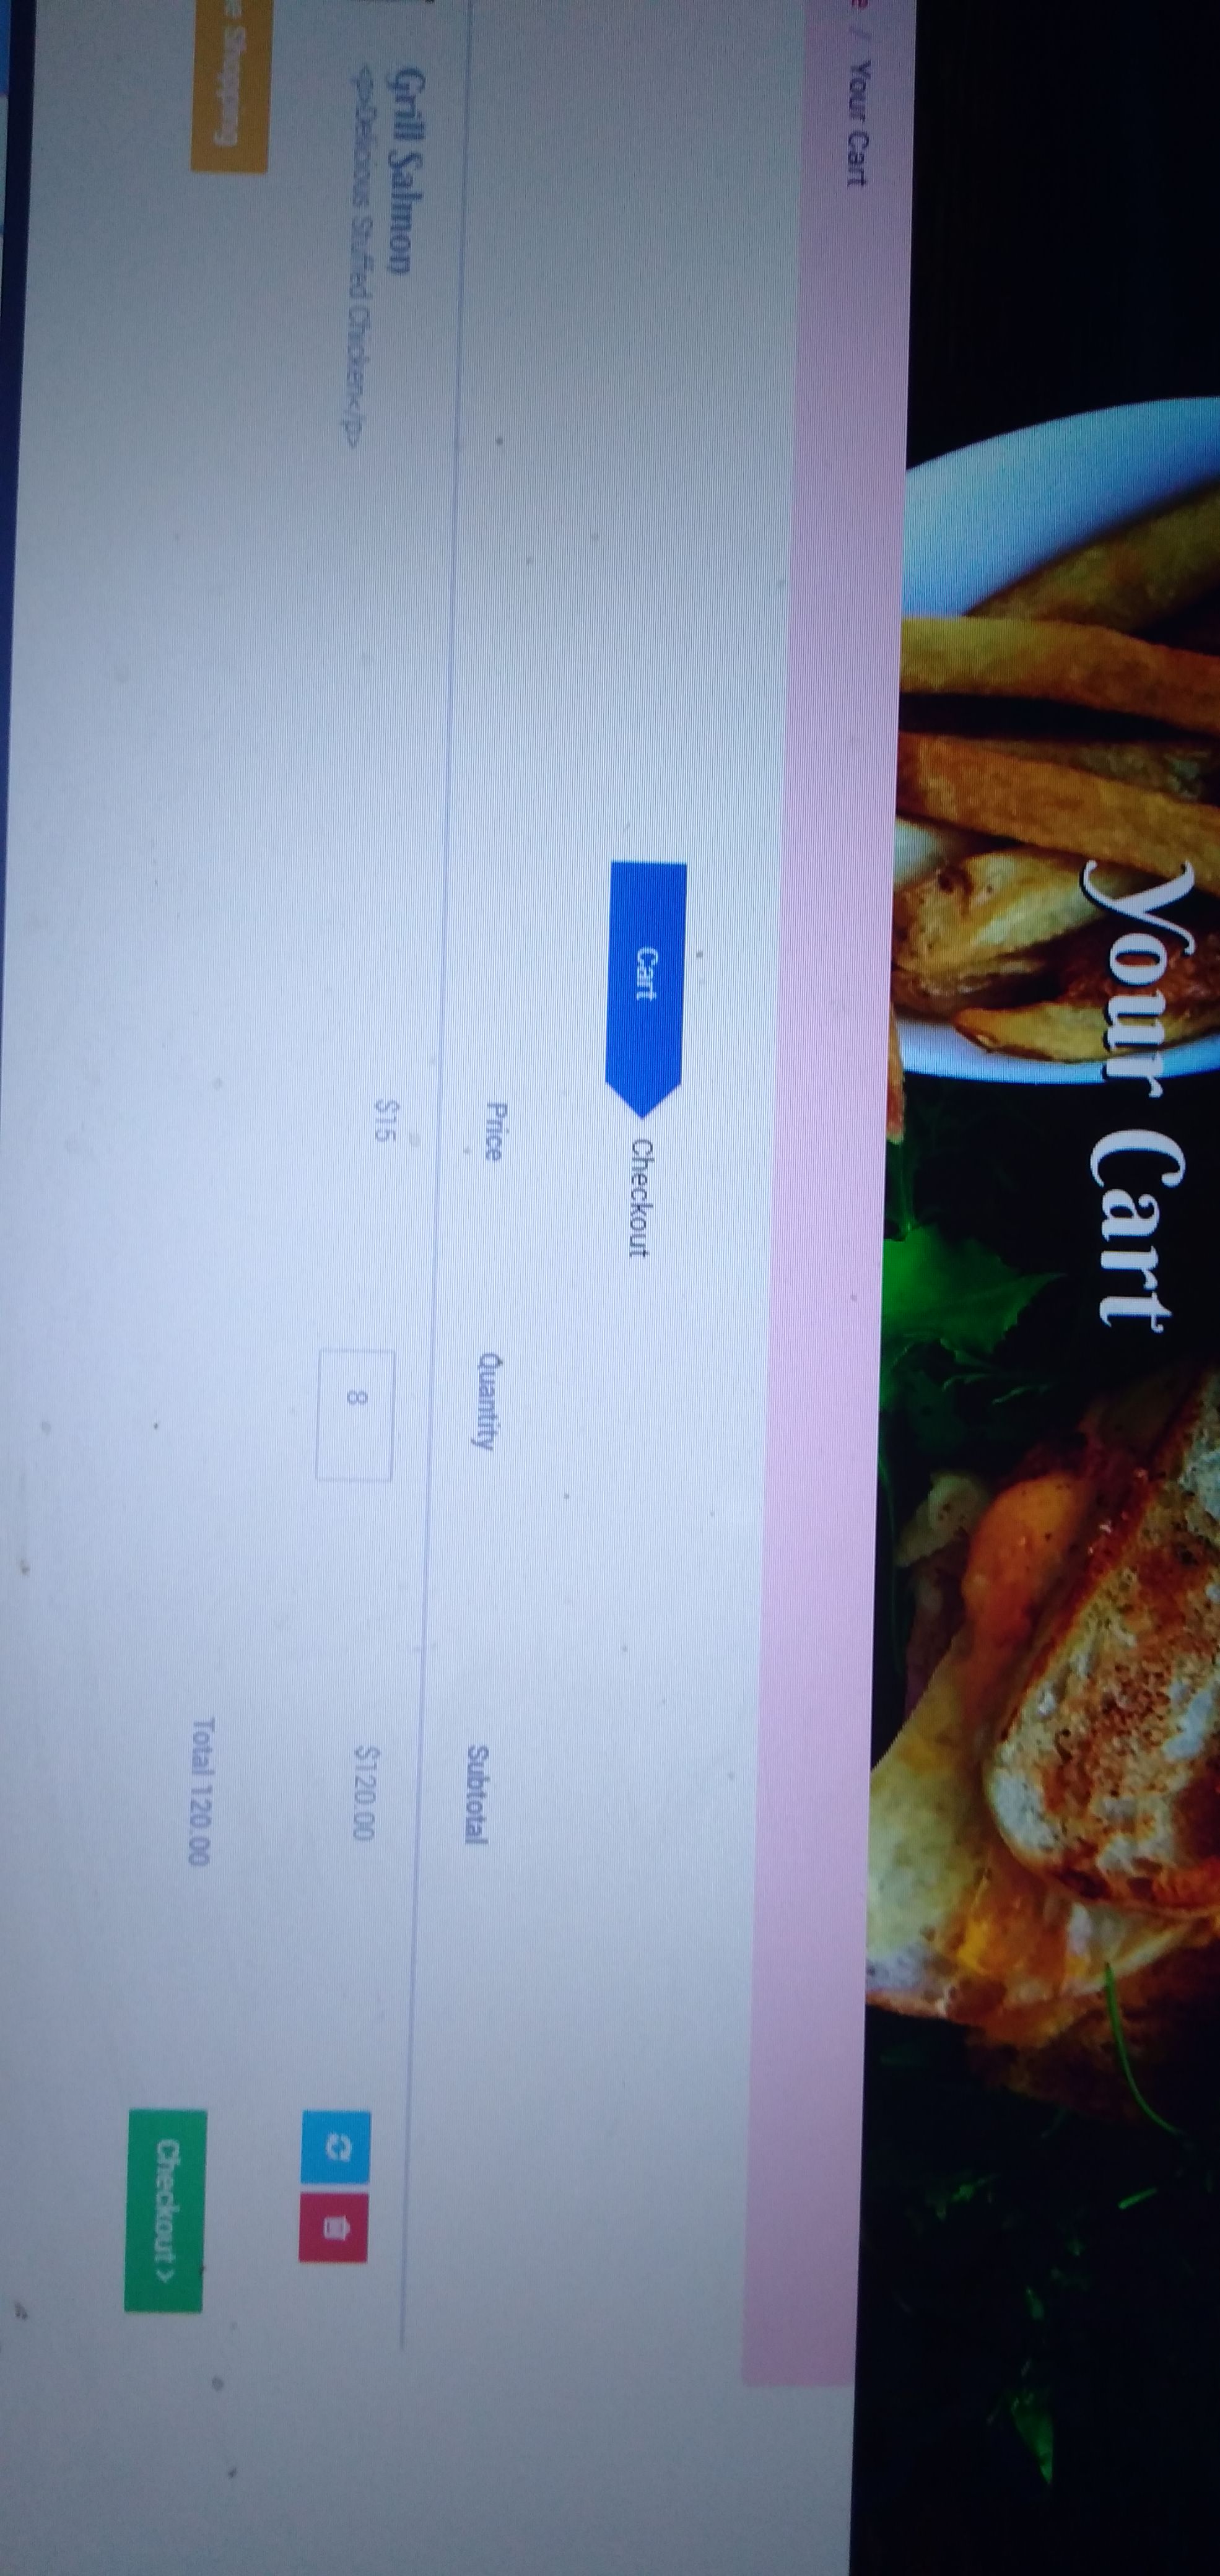 your Cart
e / Your Cart
Cart Checkout
Price Quantity Subtotal
Grill Salmon
<p>Delicious Stuffed Chicken</p>
$15 8 $120.00
e Shopping Total 120.00 Checkout >